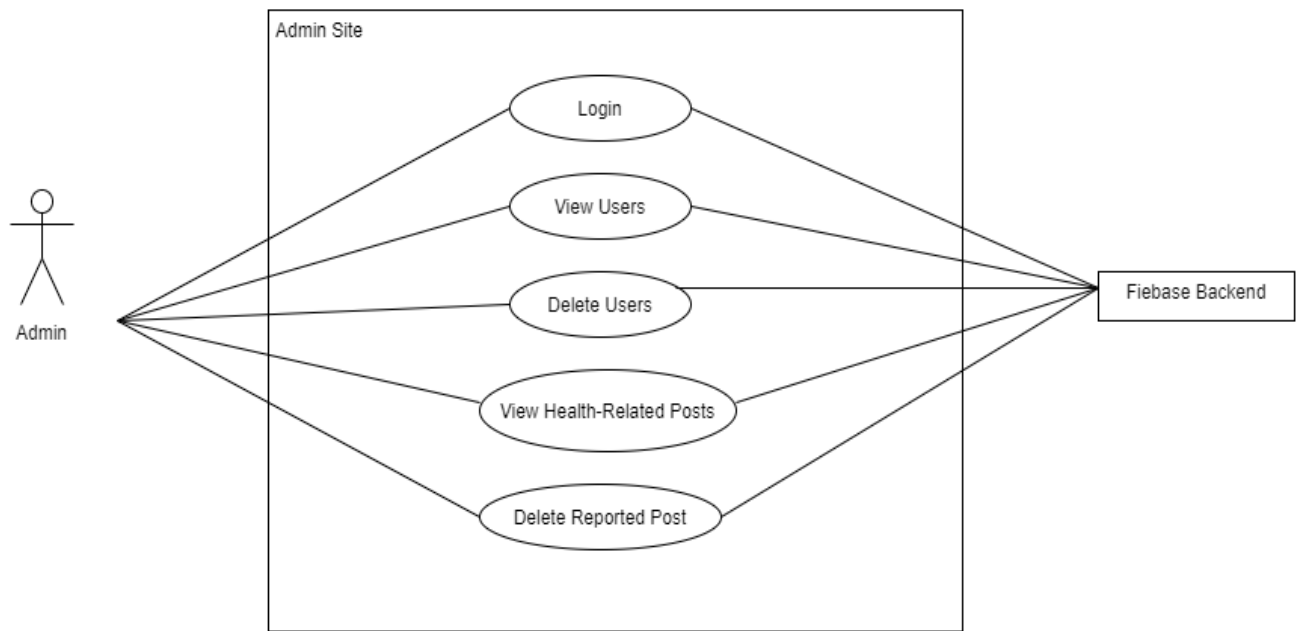 Admin Site
Login
View Users
Delete Users
Admin
Fiebase Backend
View Health-Related Posts
Delete Reported Post